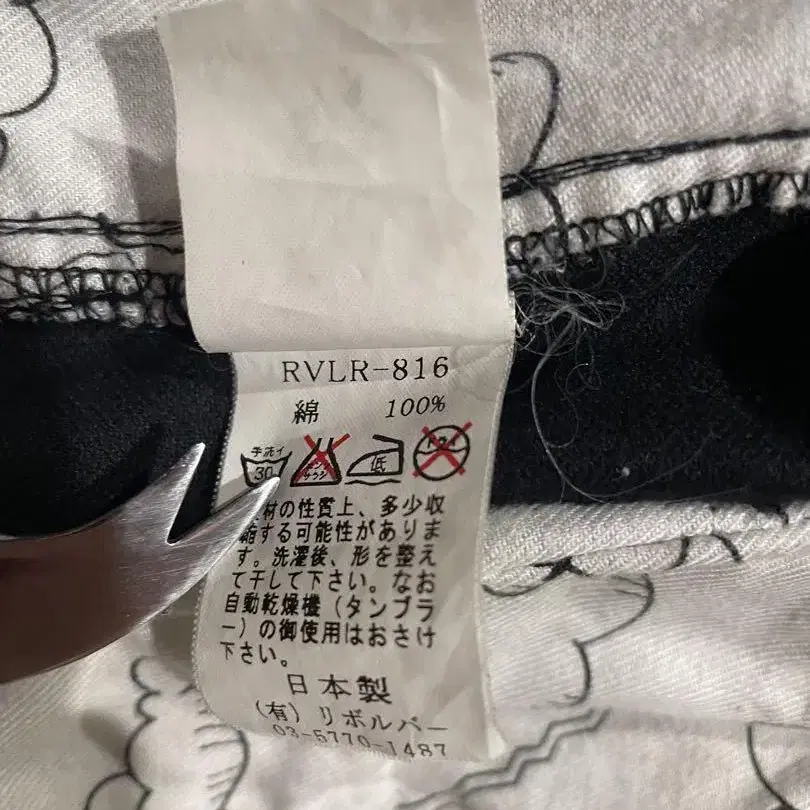 RVLR-816
綿 100%
手洗イ
30
低
材の性質上、多少収
縮する可能性がありま
す。洗濯後、形を整え
て干して下さい。なお
自動乾燥機（タンブラ
ー）の御使用はおさけ
下さい。
日本製
（有）リボルバー
03-5770-1487